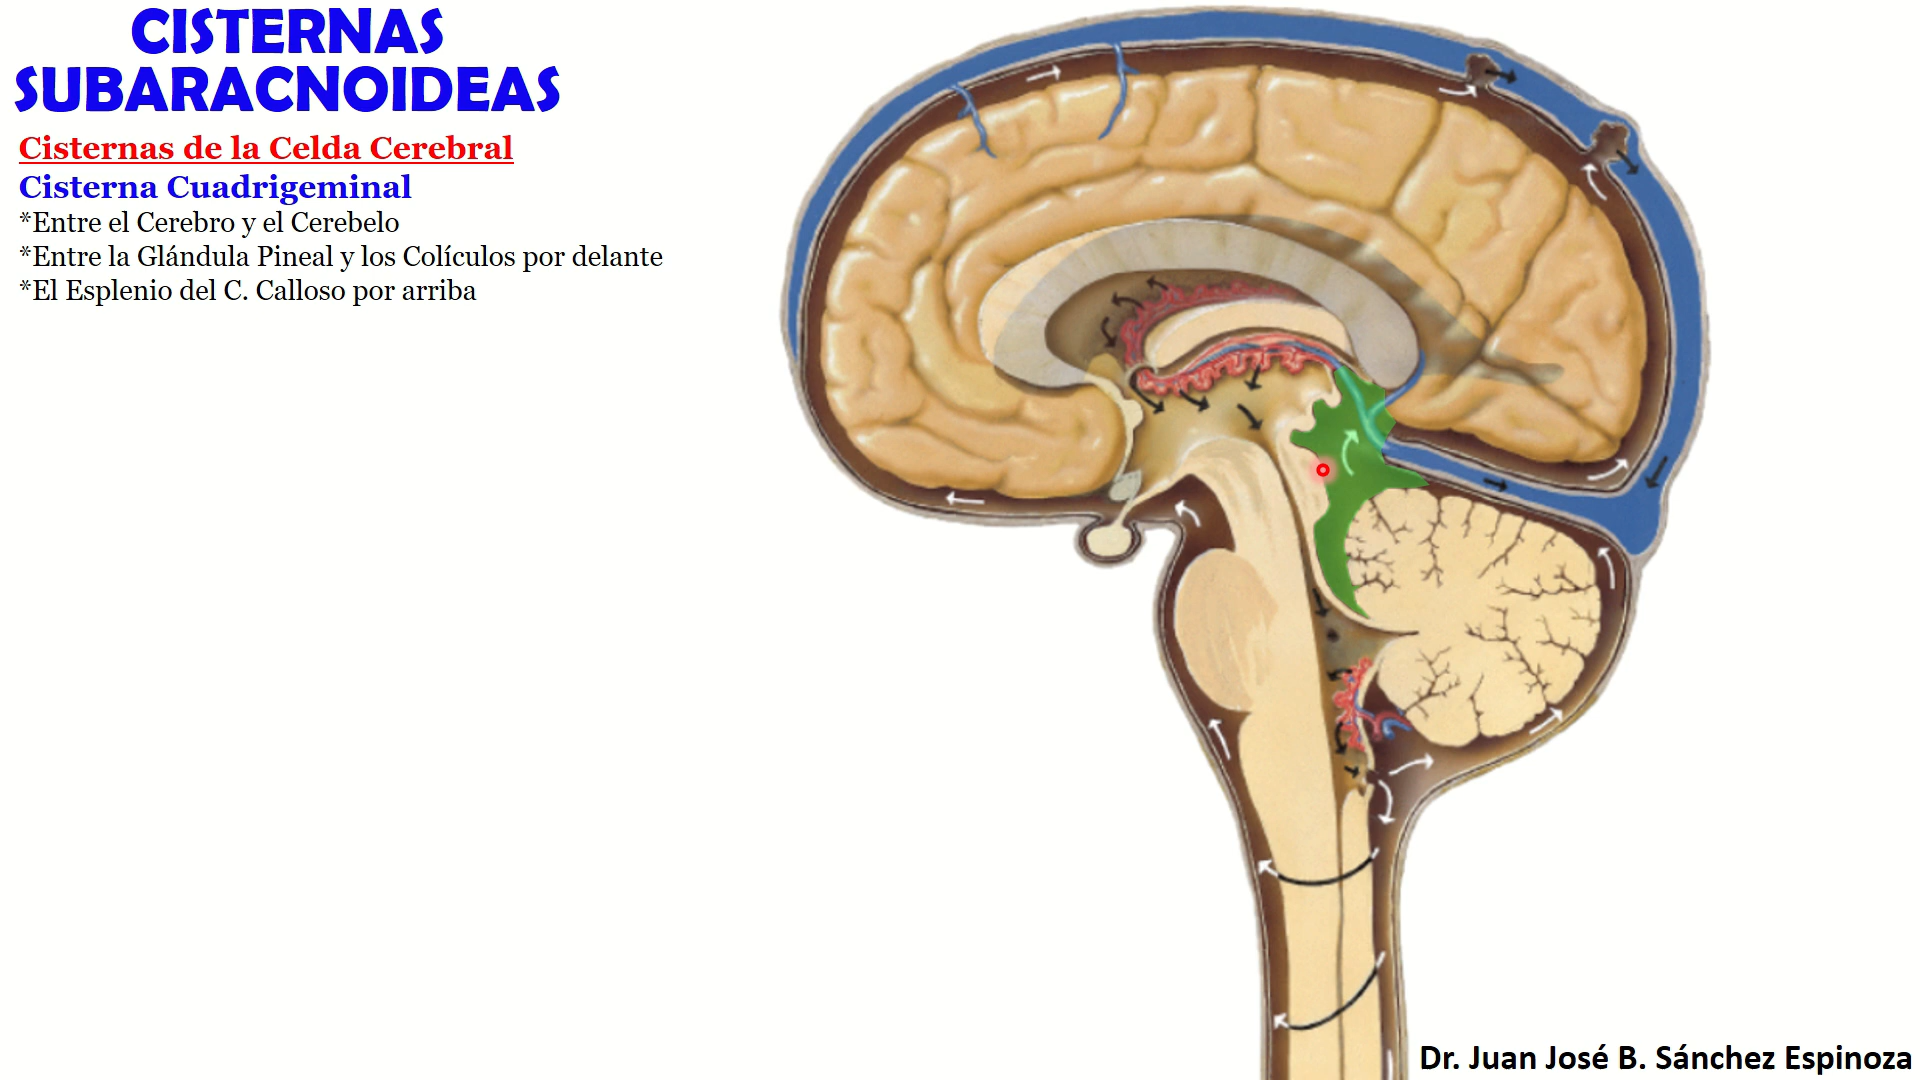 CISTERNAS
SUBARACNOIDEAS
Cisternas de la Celda Cerebral
Cisterna Cuadrigeminal
*Entre el Cerebro y el Cerebelo
*Entre la Glándula Pineal y los Colículos por delante
*El Esplenio del C. Calloso por arriba
Dr. Juan José B. Sánchez Espinoza